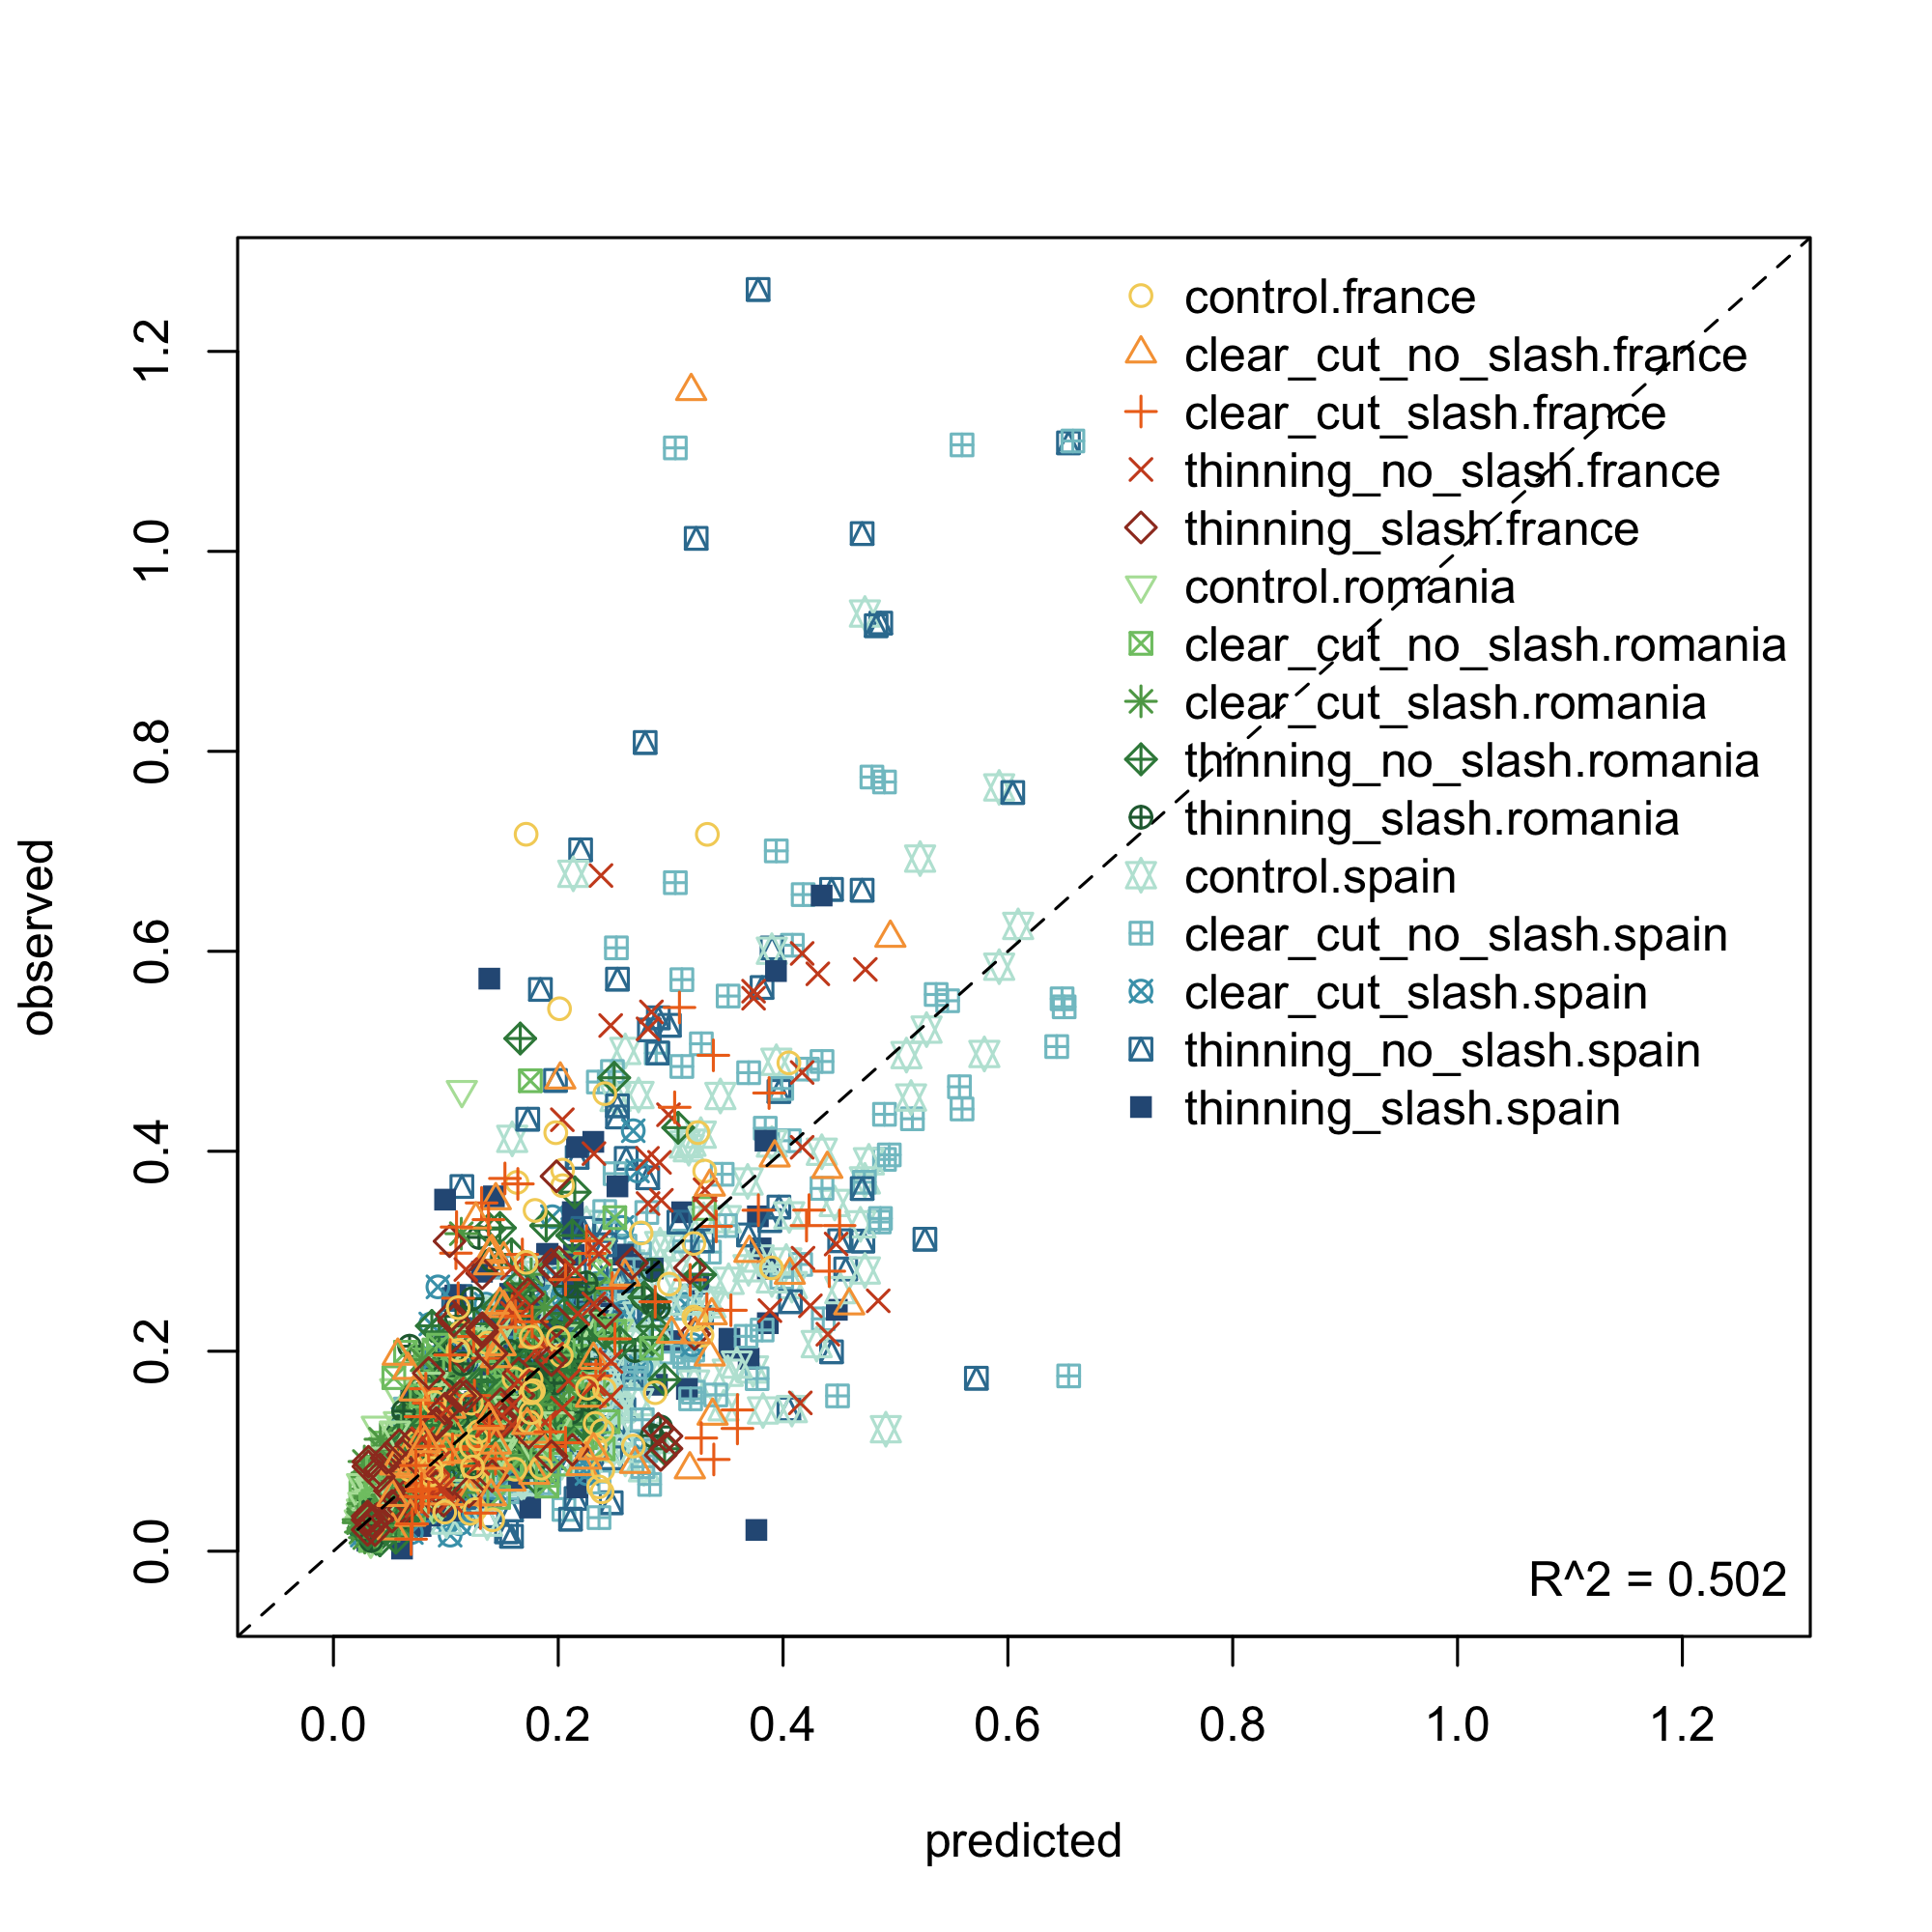 control.france
clear_cut_no_slash.france
clear_cut_slash.france
thinning_no_slash.france
thinning_slash.france
control.romania
clear_cut_no_slash.romania
clear_cut_slash.romania
thinning_no_slash.romania
thinning_slash.romania
control.spain
clear_cut_no_slash.spain
clear_cut_slash.spain
thinning_no_slash.spain
thinning_slash.spain
R^2 = 0.502
observed
1.2
1.0
0.8
0.6
0.4
0.2
0.0
0.0 0.2 0.4 0.6 0.8 1.0 1.2
predicted